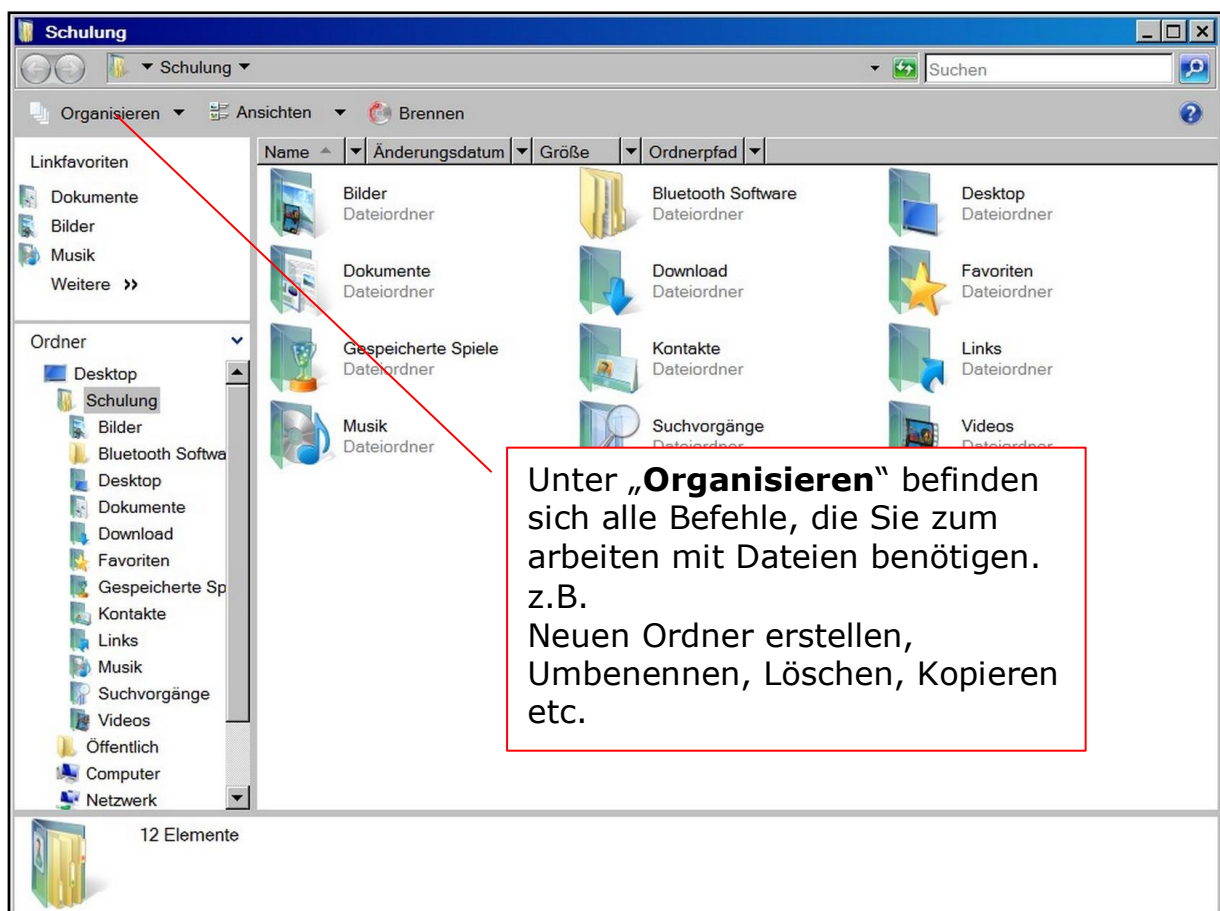 Schulung
Schulung
Suchen
Organisieren Ansichten Brennen
Linkfavoriten
Dokumente
Bilder
Musik
Weitere »
Ordner
Desktop
Schulung
Bilder
Bluetooth Softwa
Desktop
Dokumente
Download
Favoriten
Gespeicherte Sp
Kontakte
Links
Musik
Suchvorgänge
Videos
Öffentlich
Computer
Netzwerk
Name Änderungsdatum Größe Ordnerpfad
Bilder
Dateiordner
Bluetooth Software
Dateiordner
Desktop
Dateiordner
Dokumente
Dateiordner
Download
Dateiordner
Favoriten
Dateiordner
Gespeicherte Spiele
Dateiordner
Kontakte
Dateiordner
Links
Dateiordner
Musik
Dateiordner
Suchvorgänge
Dateiordner
Videos
Dateiordner
Unter „Organisieren“ befinden
sich alle Befehle, die Sie zum
arbeiten mit Dateien benötigen.
z.B.
Neuen Ordner erstellen,
Umbenennen, Löschen, Kopieren
etc.
12 Elemente